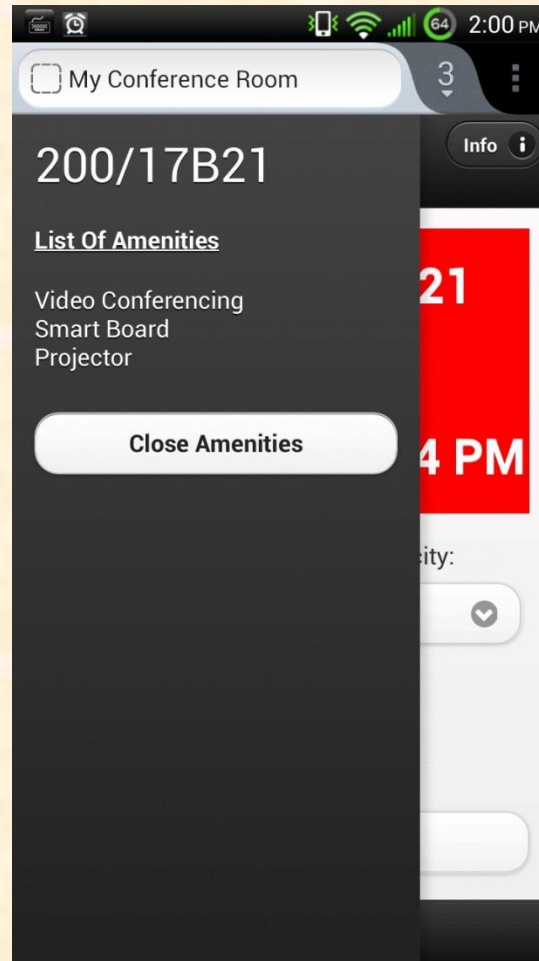 64 2:00 PM
My Conference Room
3
Info i
200/17B21
List Of Amenities
21
Video Conferencing
Smart Board
Projector
Close Amenities
4 PM
city: